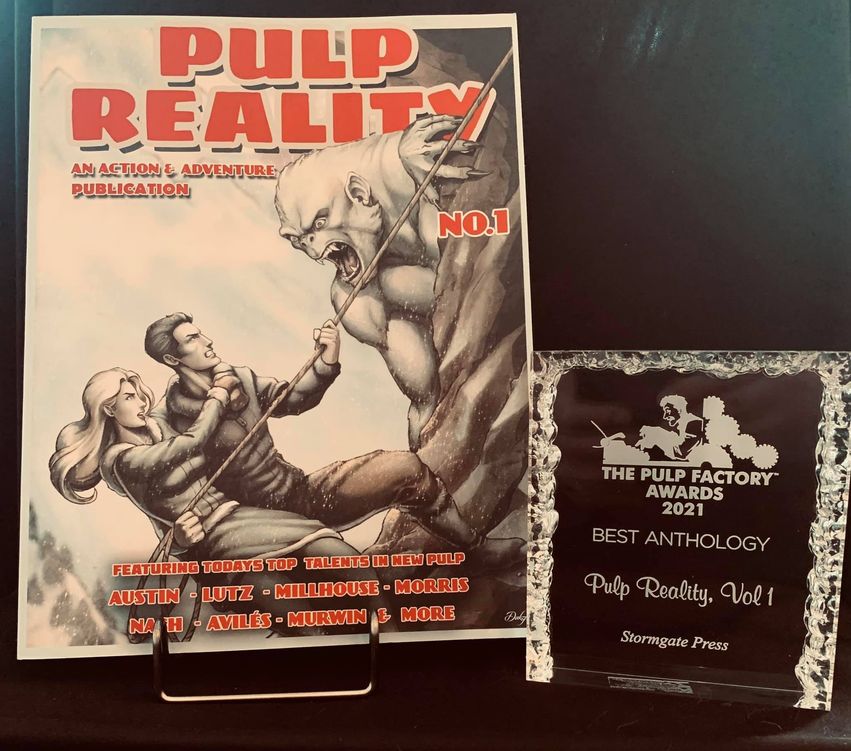 PULP
REALITY
AN ACTION & ADVENTURE
PUBLICATION
NO.1
FEATURING TODAYS TOP TALENTS IN NEW PULP
AUSTIN - LUTZ - MILLHOUSE - MORRIS
NASH - AVILÉS - MURWIN & MORE
THE PULP FACTORY™
AWARDS
2021
BEST ANTHOLOGY
Pulp Reality, Vol 1
Stormgate Press